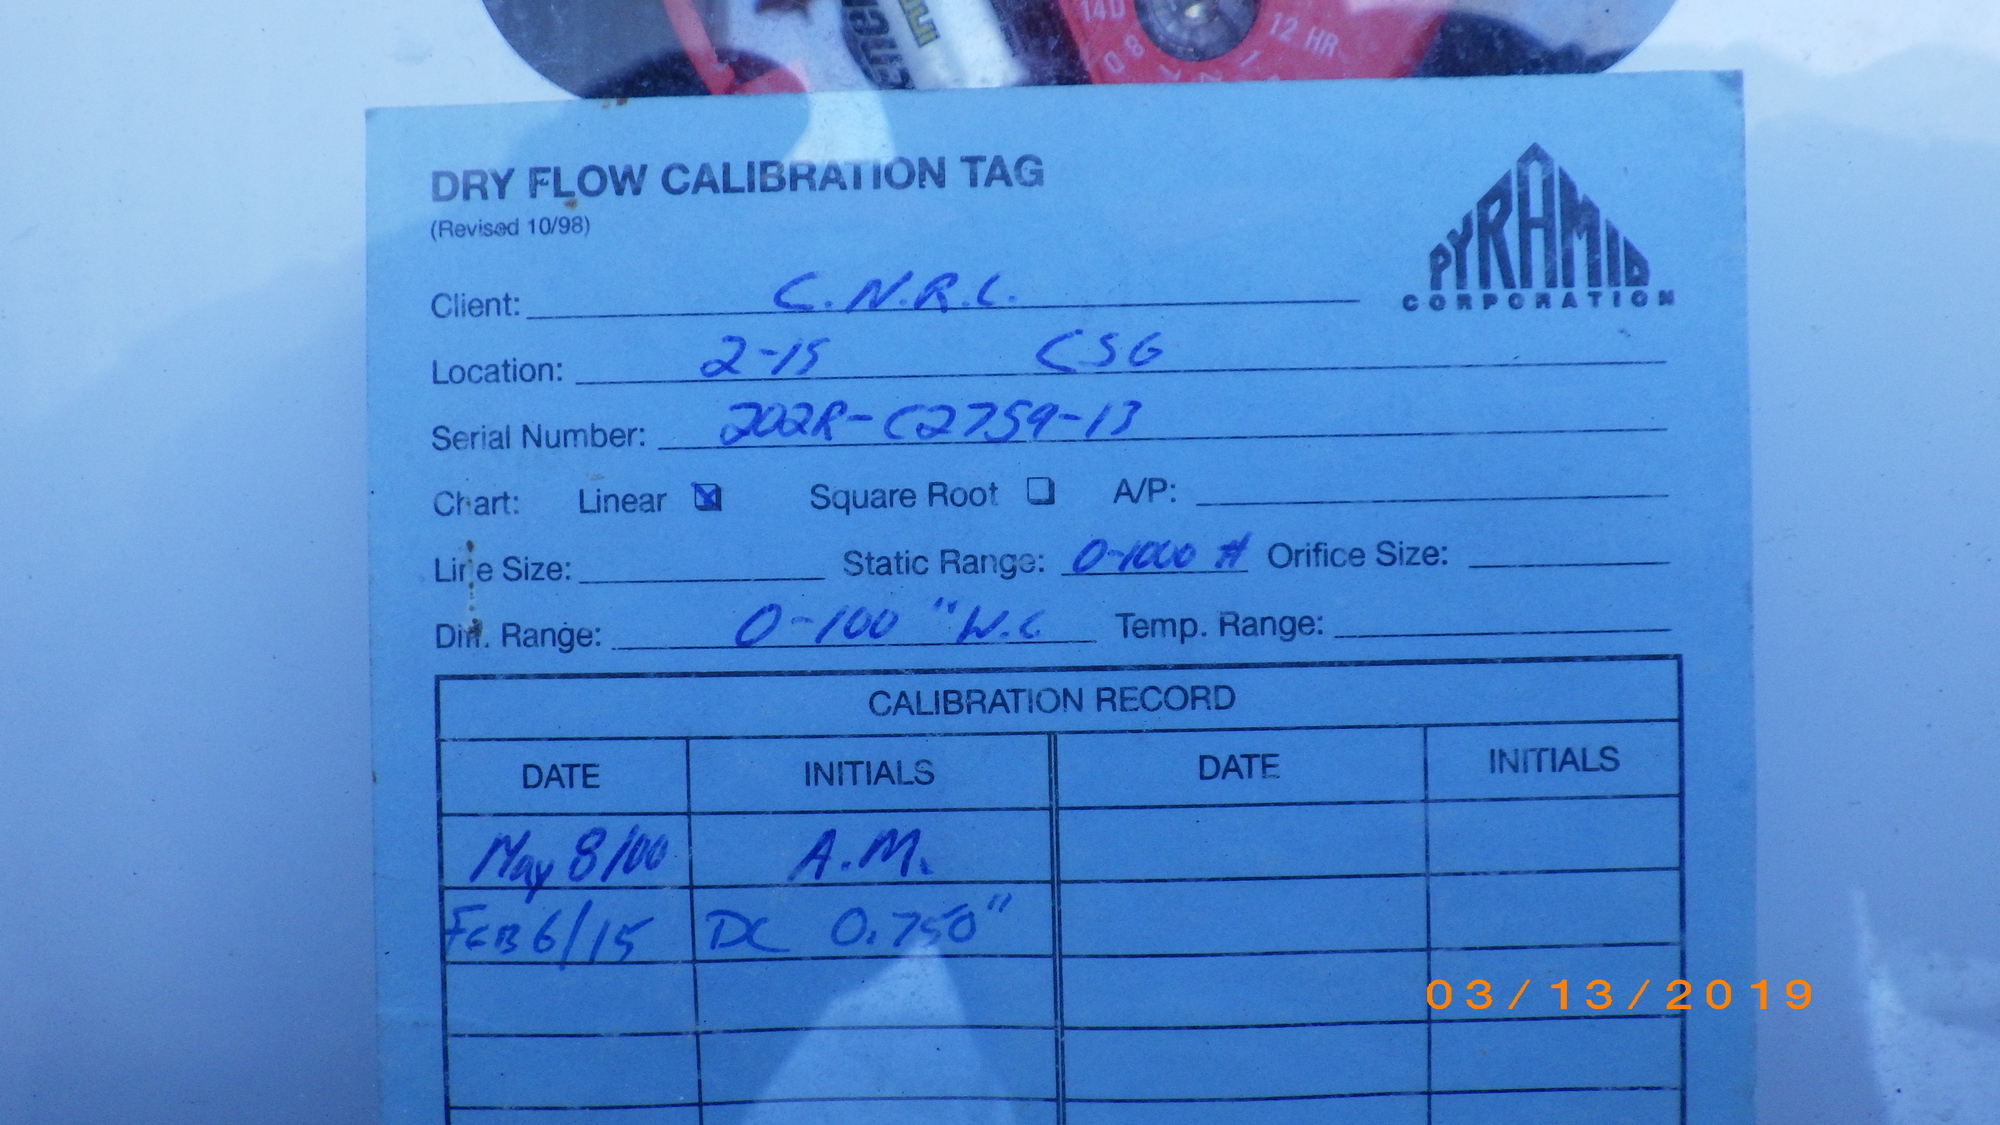 14D
12 HR
8
1
DRY FLOW CALIBRATION TAG
(Revised 10/98)
PYRAMID
CORPORATION
Client: C.N.R.L.
Location: 2-15 CSG
Serial Number: 202R-C2759-13
Chart: Linear ☒ Square Root ☐ A/P:
Line Size: Static Range: 0-1000 # Orifice Size:
Diff. Range: 0-100 "W.C Temp. Range:
CALIBRATION RECORD
DATE INITIALS DATE INITIALS
May 8/00 A.M.
FEB 6/15 DC 0.750"
03/13/2019